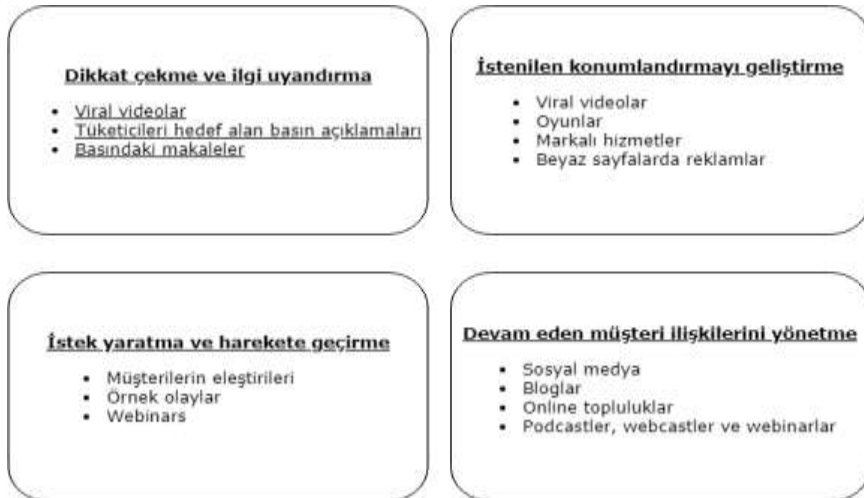 Dikkat çekme ve ilgi uyandırma
• Viral videolar
• Tüketicileri hedef alan basın açıklamaları
• Basındaki makaleler
İstenilen konumlandırmayı geliştirme
• Viral videolar
• Oyunlar
• Markalı hizmetler
• Beyaz sayfalarda reklamlar
İstek yaratma ve harekete geçirme
• Müşterilerin eleştirileri
• Örnek olaylar
• Webinars
Devam eden müşteri ilişkilerini yönetme
• Sosyal medya
• Bloglar
• Online topluluklar
• Podcastler, webcastler ve webinarlar